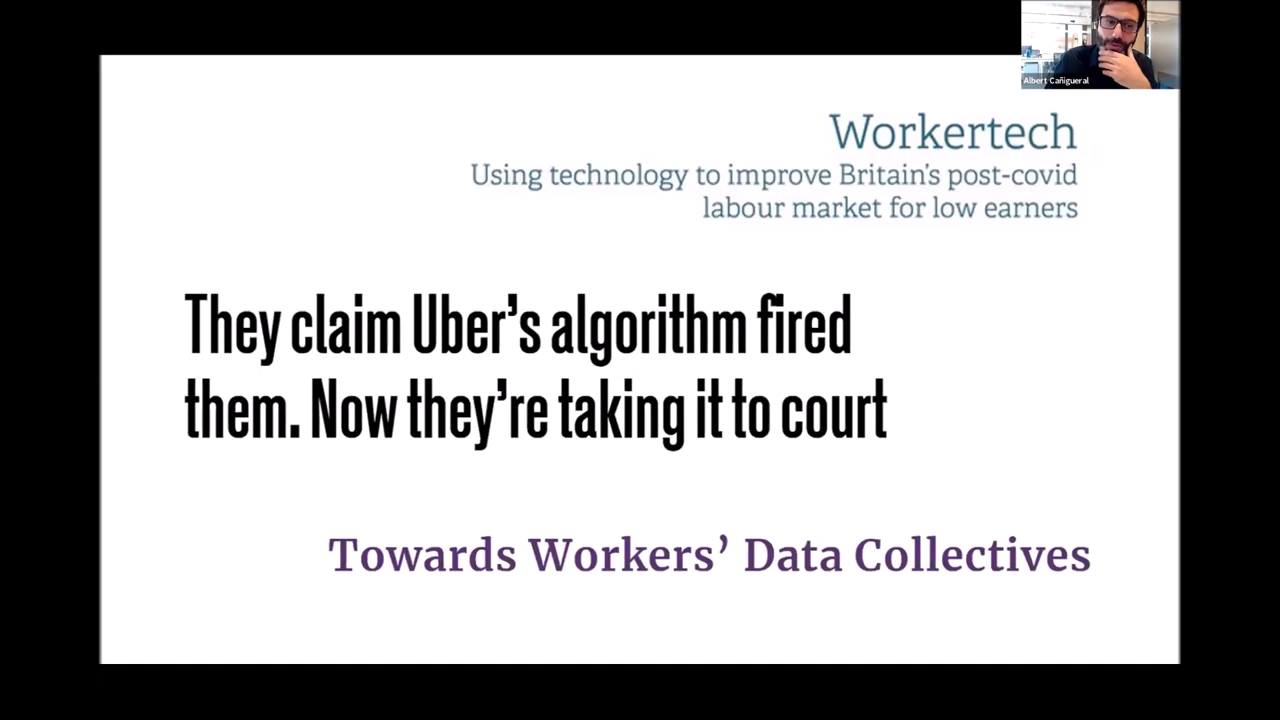 Albert Cañigueral
Workertech
Using technology to improve Britain's post-covid
labour market for low earners
They claim Uber’s algorithm fired
them. Now they’re taking it to court
Towards Workers’ Data Collectives